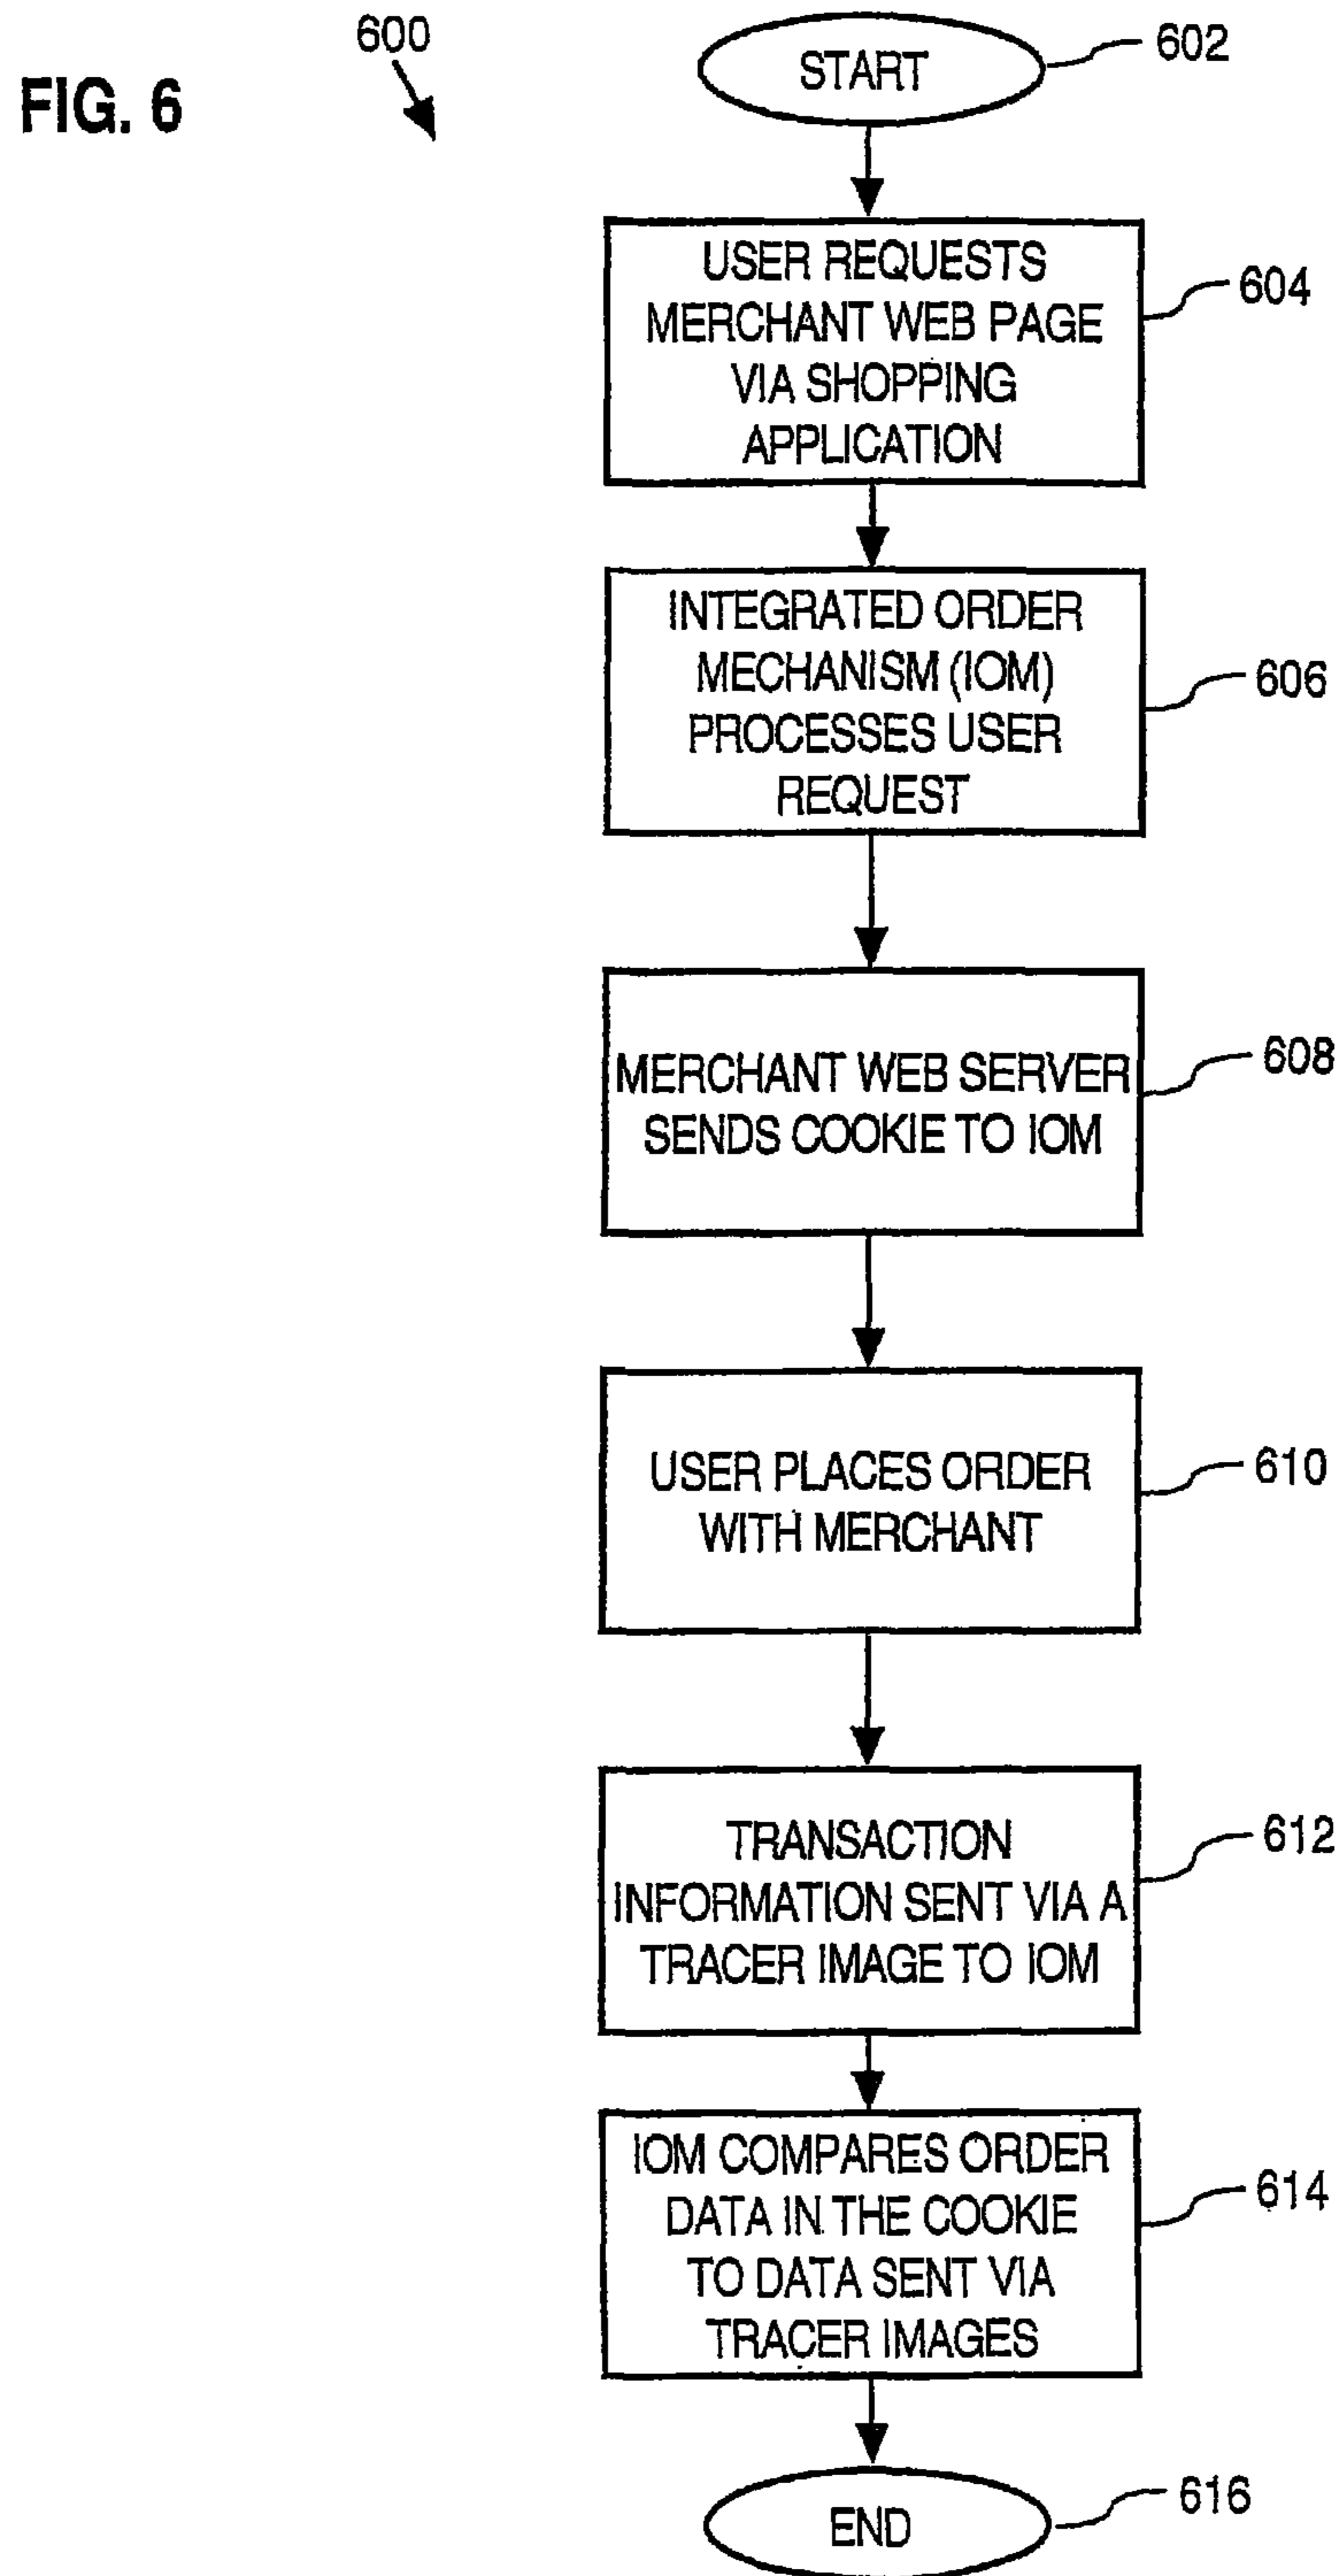 FIG. 6
600
START
602
USER REQUESTS
MERCHANT WEB PAGE
VIA SHOPPING
APPLICATION
604
INTEGRATED ORDER
MECHANISM (IOM)
PROCESSES USER
REQUEST
606
MERCHANT WEB SERVER
SENDS COOKIE TO IOM
608
USER PLACES ORDER
WITH MERCHANT
610
TRANSACTION
INFORMATION SENT VIA A
TRACER IMAGE TO IOM
612
IOM COMPARES ORDER
DATA IN THE COOKIE
TO DATA SENT VIA
TRACER IMAGES
614
END
616